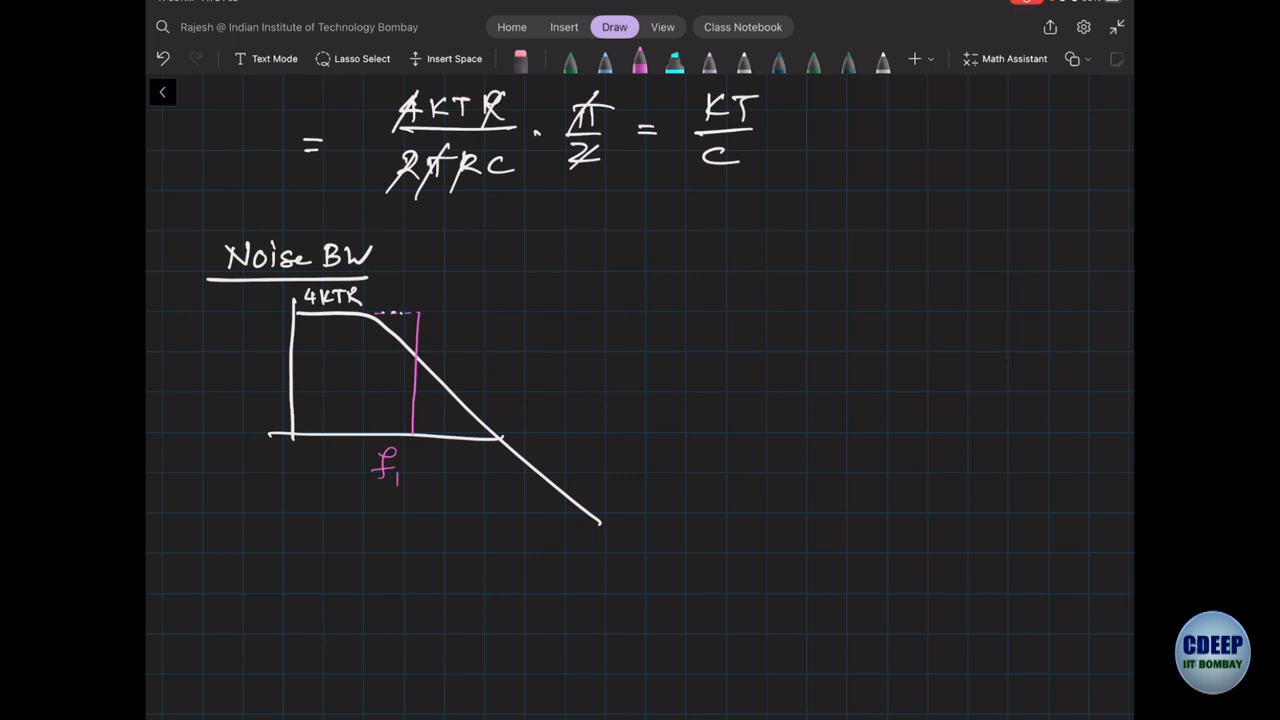 Rajesh @ Indian Institute of Technology Bombay
Home Insert Draw View Class Notebook
Text Mode Lasso Select Insert Space Math Assistant
= 4KTR / 2πRC · π / 2 = KT / C
Noise BW
4KTR
f1
CDEEP
IIT BOMBAY